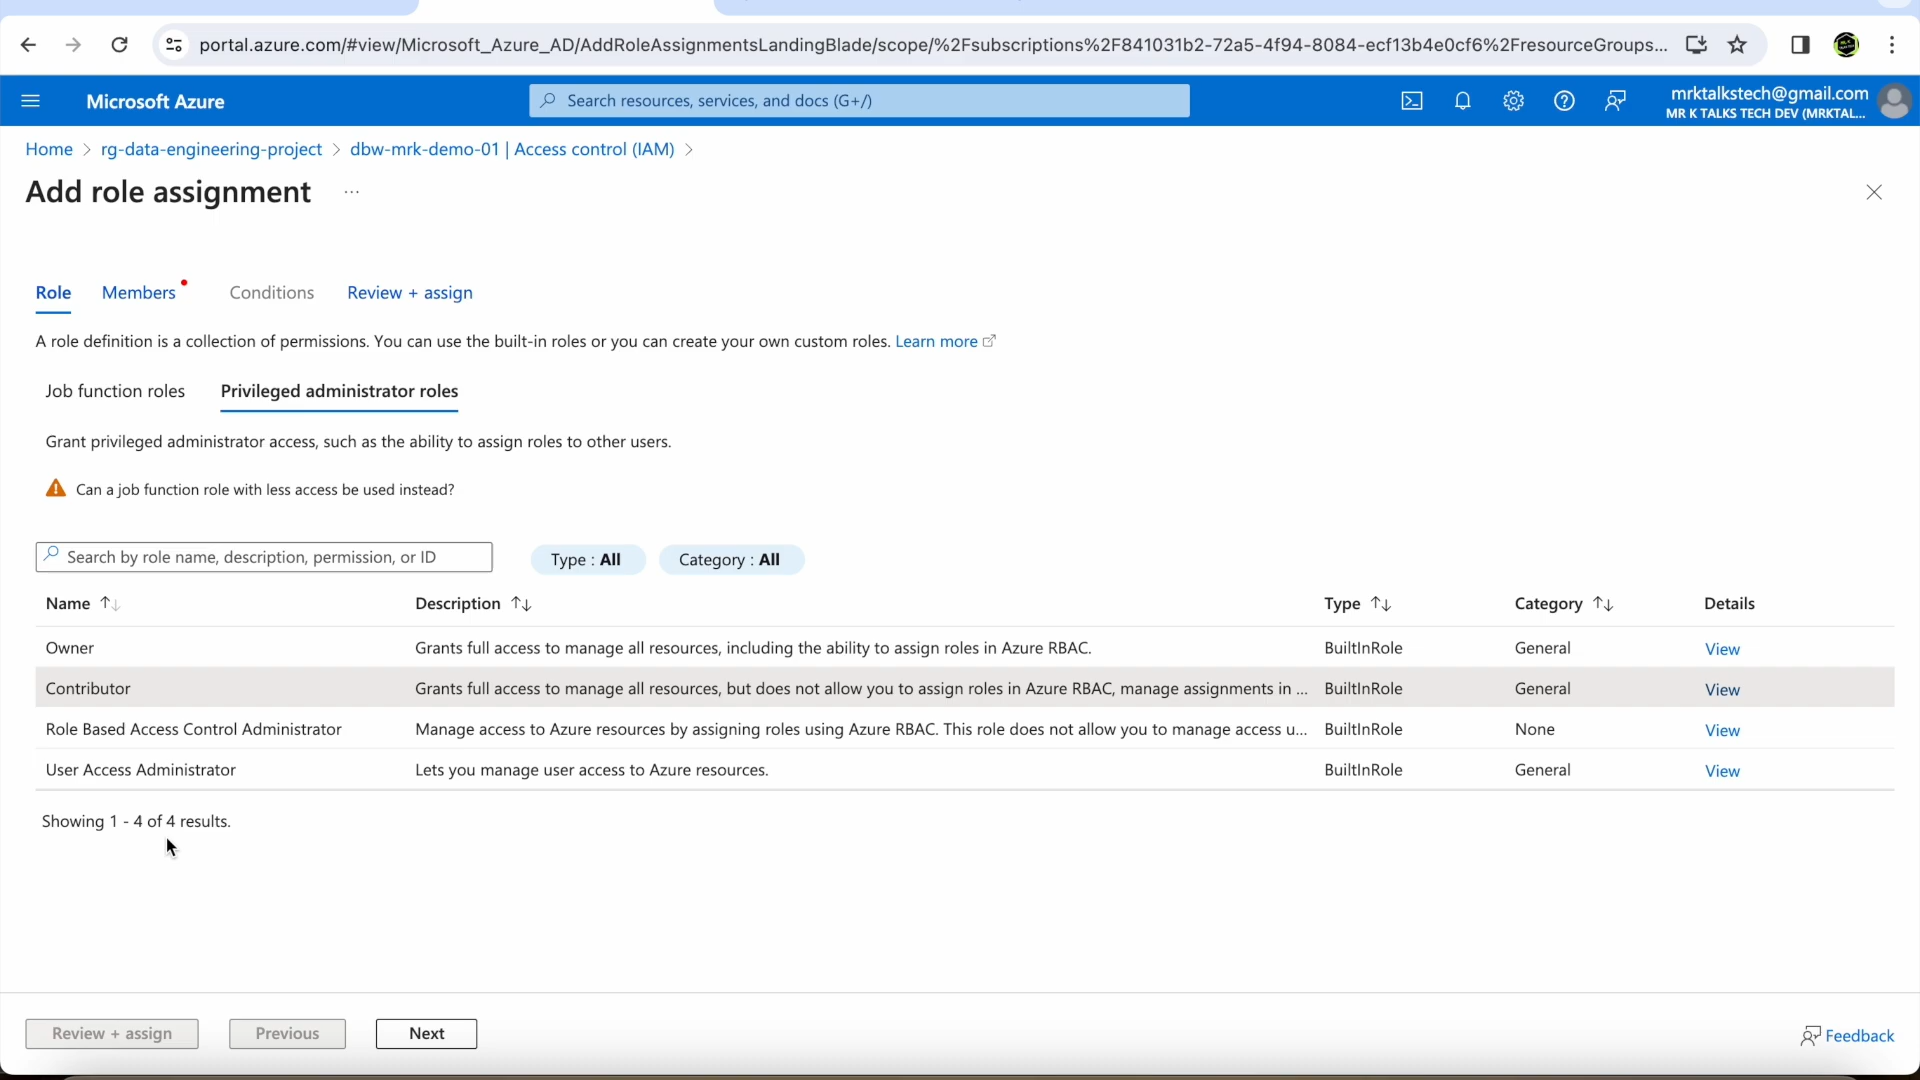 portal.azure.com/#view/Microsoft_Azure_AD/AddRoleAssignmentsLandingBlade/scope/%2Fsubscriptions%2F841031b2-72a5-4f94-8084-ecf13b4e0cf6%2FresourceGroups...
Microsoft Azure
Search resources, services, and docs (G+/)
mrktalkstech@gmail.com
MR K TALKS TECH DEV (MRKTAL...
Home > rg-data-engineering-project > dbw-mrk-demo-01 | Access control (IAM) >
Add role assignment ...
Role Members Conditions Review + assign
A role definition is a collection of permissions. You can use the built-in roles or you can create your own custom roles. Learn more
Job function roles Privileged administrator roles
Grant privileged administrator access, such as the ability to assign roles to other users.
Can a job function role with less access be used instead?
Search by role name, description, permission, or ID Type : All Category : All
Name ↑↓ Description ↑↓ Type ↑↓ Category ↑↓ Details
Owner Grants full access to manage all resources, including the ability to assign roles in Azure RBAC. BuiltInRole General View
Contributor Grants full access to manage all resources, but does not allow you to assign roles in Azure RBAC, manage assignments in ... BuiltInRole General View
Role Based Access Control Administrator Manage access to Azure resources by assigning roles using Azure RBAC. This role does not allow you to manage access u... BuiltInRole None View
User Access Administrator Lets you manage user access to Azure resources. BuiltInRole General View
Showing 1 - 4 of 4 results.
Review + assign Previous Next Feedback